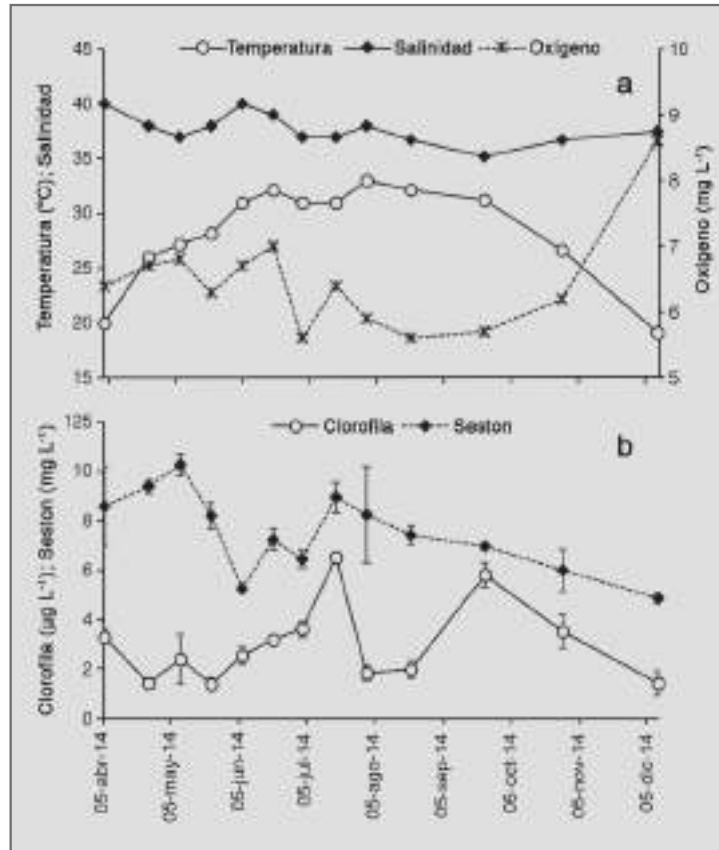 Temperatura Salinidad Oxígeno
a
45
40
35
30
25
20
15
Temperatura (°C); Salinidad
10
9
8
7
6
5
Oxígeno (mg L⁻¹)
Clorofila Seston
b
125
10
8
6
4
2
0
Clorofila (µg L⁻¹); Seston (mg L⁻¹)
05-abr-14
05-may-14
05-jun-14
05-jul-14
05-ago-14
05-sep-14
05-oct-14
05-nov-14
05-dic-14